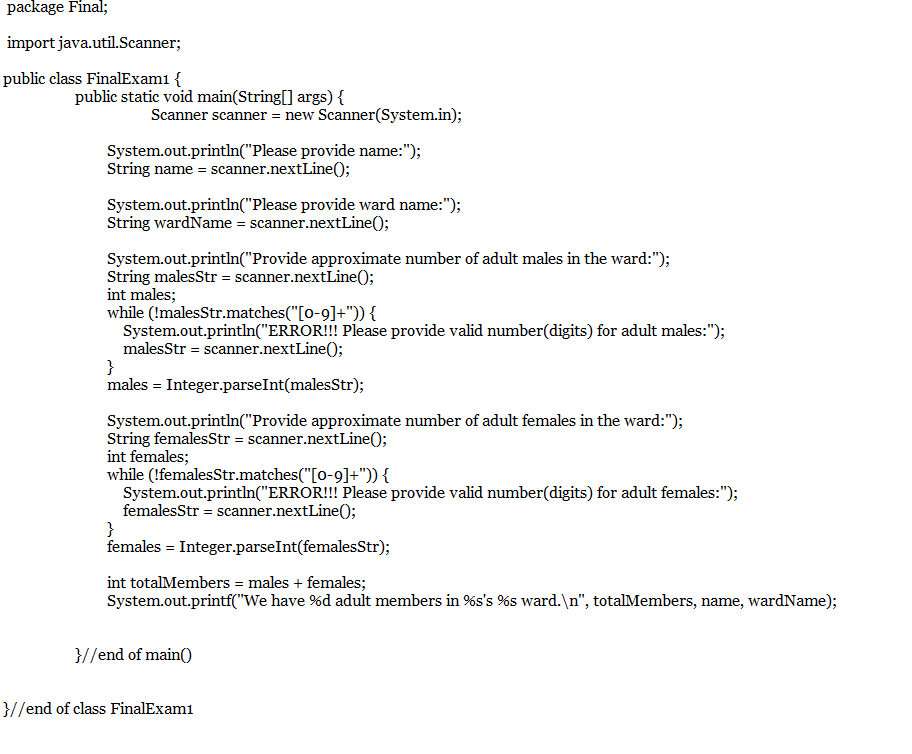 package Final;
import java.util.Scanner;
public class FinalExam1 {
public static void main(String[] args) {
Scanner scanner = new Scanner(System.in);
System.out.println("Please provide name:");
String name = scanner.nextLine();
System.out.println("Please provide ward name:");
String wardName = scanner.nextLine();
System.out.println("Provide approximate number of adult males in the ward:");
String malesStr = scanner.nextLine();
int males;
while (!malesStr.matches("[0-9]+")) {
System.out.println("ERROR!!! Please provide valid number(digits) for adult males:");
malesStr = scanner.nextLine();
}
males = Integer.parseInt(malesStr);
System.out.println("Provide approximate number of adult females in the ward:");
String femalesStr = scanner.nextLine();
int females;
while (!femalesStr.matches("[0-9]+")) {
System.out.println("ERROR!!! Please provide valid number(digits) for adult females:");
femalesStr = scanner.nextLine();
}
females = Integer.parseInt(femalesStr);
int totalMembers = males + females;
System.out.printf("We have %d adult members in %s's %s ward.\n", totalMembers, name, wardName);
}//end of main()
}//end of class FinalExam1